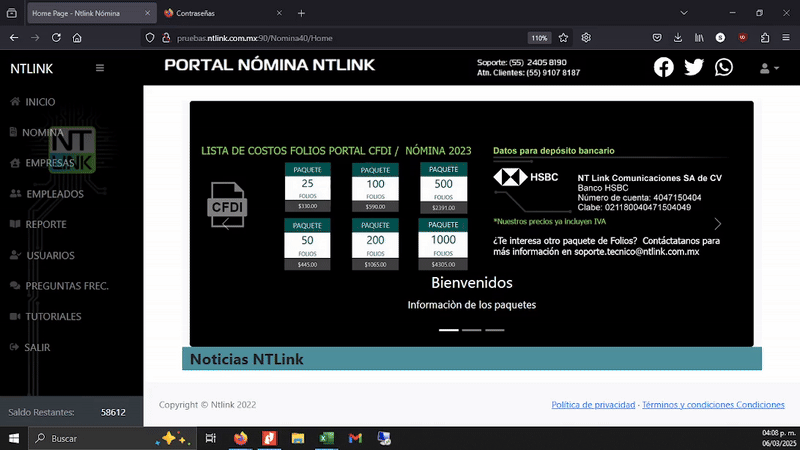 Home Page - Ntlink Nómina
Contraseñas
pruebas.ntlink.com.mx:90/Nomina40/Home
110%
NTLINK
PORTAL NÓMINA NTLINK
Soporte: (55) 2405 8190
Atn. Clientes: (55) 9107 8187
INICIO
NOMINA
EMPRESAS
EMPLEADOS
REPORTE
USUARIOS
PREGUNTAS FREC.
TUTORIALES
SALIR
NT
LINK
Saldo Restantes: 58612
LISTA DE COSTOS FOLIOS PORTAL CFDI / NÓMINA 2023
CFDI
PAQUETE
25
FOLIOS
$330.00
PAQUETE
100
FOLIOS
$590.00
PAQUETE
500
FOLIOS
$2391.00
PAQUETE
50
FOLIOS
$445.00
PAQUETE
200
FOLIOS
$1065.00
PAQUETE
1000
FOLIOS
$4305.00
Datos para depósito bancario
HSBC
NT Link Comunicaciones SA de CV
Banco HSBC
Número de cuenta: 4047150404
Clabe: 021180040471504049
*Nuestros precios ya incluyen IVA
¿Te interesa otro paquete de Folios? Contáctatanos para
más información en soporte.tecnico@ntlink.com.mx
Bienvenidos
Informaciòn de los paquetes
Noticias NTLink
Copyright © Ntlink 2022
Política de privacidad · Términos y condiciones Condiciones
Buscar
04:08 p. m.
06/03/2025